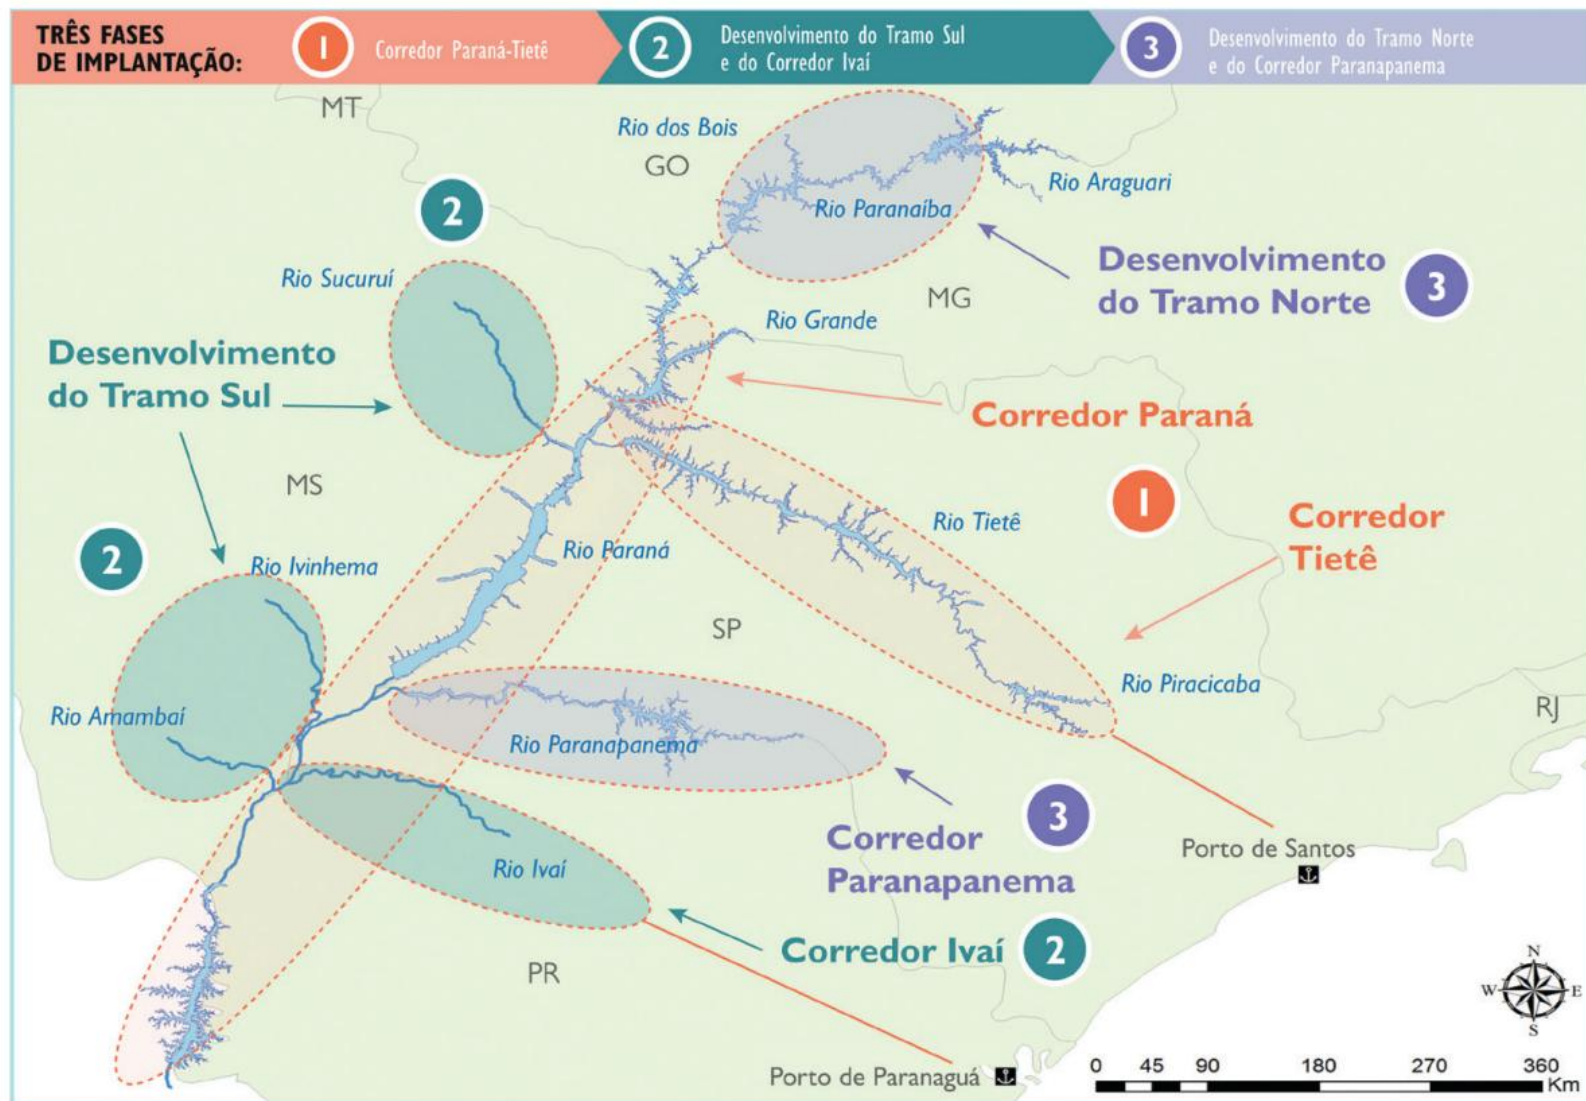 TRÊS FASES
DE IMPLANTAÇÃO:
1
Corredor Paraná-Tietê
2
Desenvolvimento do Tramo Sul
e do Corredor Ivaí
3
Desenvolvimento do Tramo Norte
e do Corredor Paranapanema
MT
Rio dos Bois
GO
Rio Araguari
2
Rio Paranaíba
Desenvolvimento
do Tramo Norte
3
Rio Sucuruí
MG
Rio Grande
Desenvolvimento
do Tramo Sul
Corredor Paraná
MS
1
Rio Tietê
Corredor
Tietê
2
Rio Ivinhema
Rio Paraná
SP
Rio Piracicaba
RJ
Rio Amambaí
Rio Paranapanema
3
Corredor
Paranapanema
Porto de Santos
Rio Ivaí
Corredor Ivaí
2
PR
N
W
E
S
Porto de Paranaguá
0 45 90 180 270 360
Km